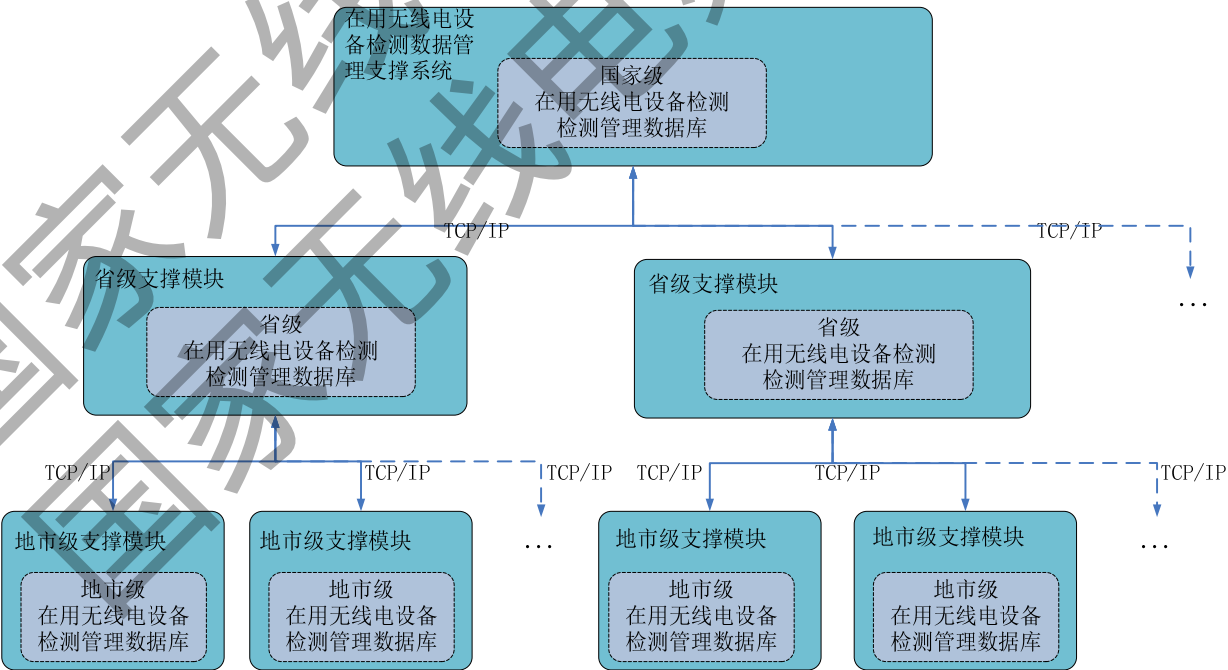 在用无线电设
备检测数据管
理支撑系统
国家级
在用无线电设备检测
检测管理数据库
TCP/IP
TCP/IP
省级支撑模块
省级
在用无线电设备检测
检测管理数据库
省级支撑模块
省级
在用无线电设备检测
检测管理数据库
...
TCP/IP
TCP/IP
TCP/IP
TCP/IP
TCP/IP
TCP/IP
地市级支撑模块
地市级
在用无线电设备
检测管理数据库
地市级支撑模块
地市级
在用无线电设备
检测管理数据库
...
地市级支撑模块
地市级
在用无线电设备
检测管理数据库
地市级支撑模块
地市级
在用无线电设备
检测管理数据库
...
国家无线
国家无线电